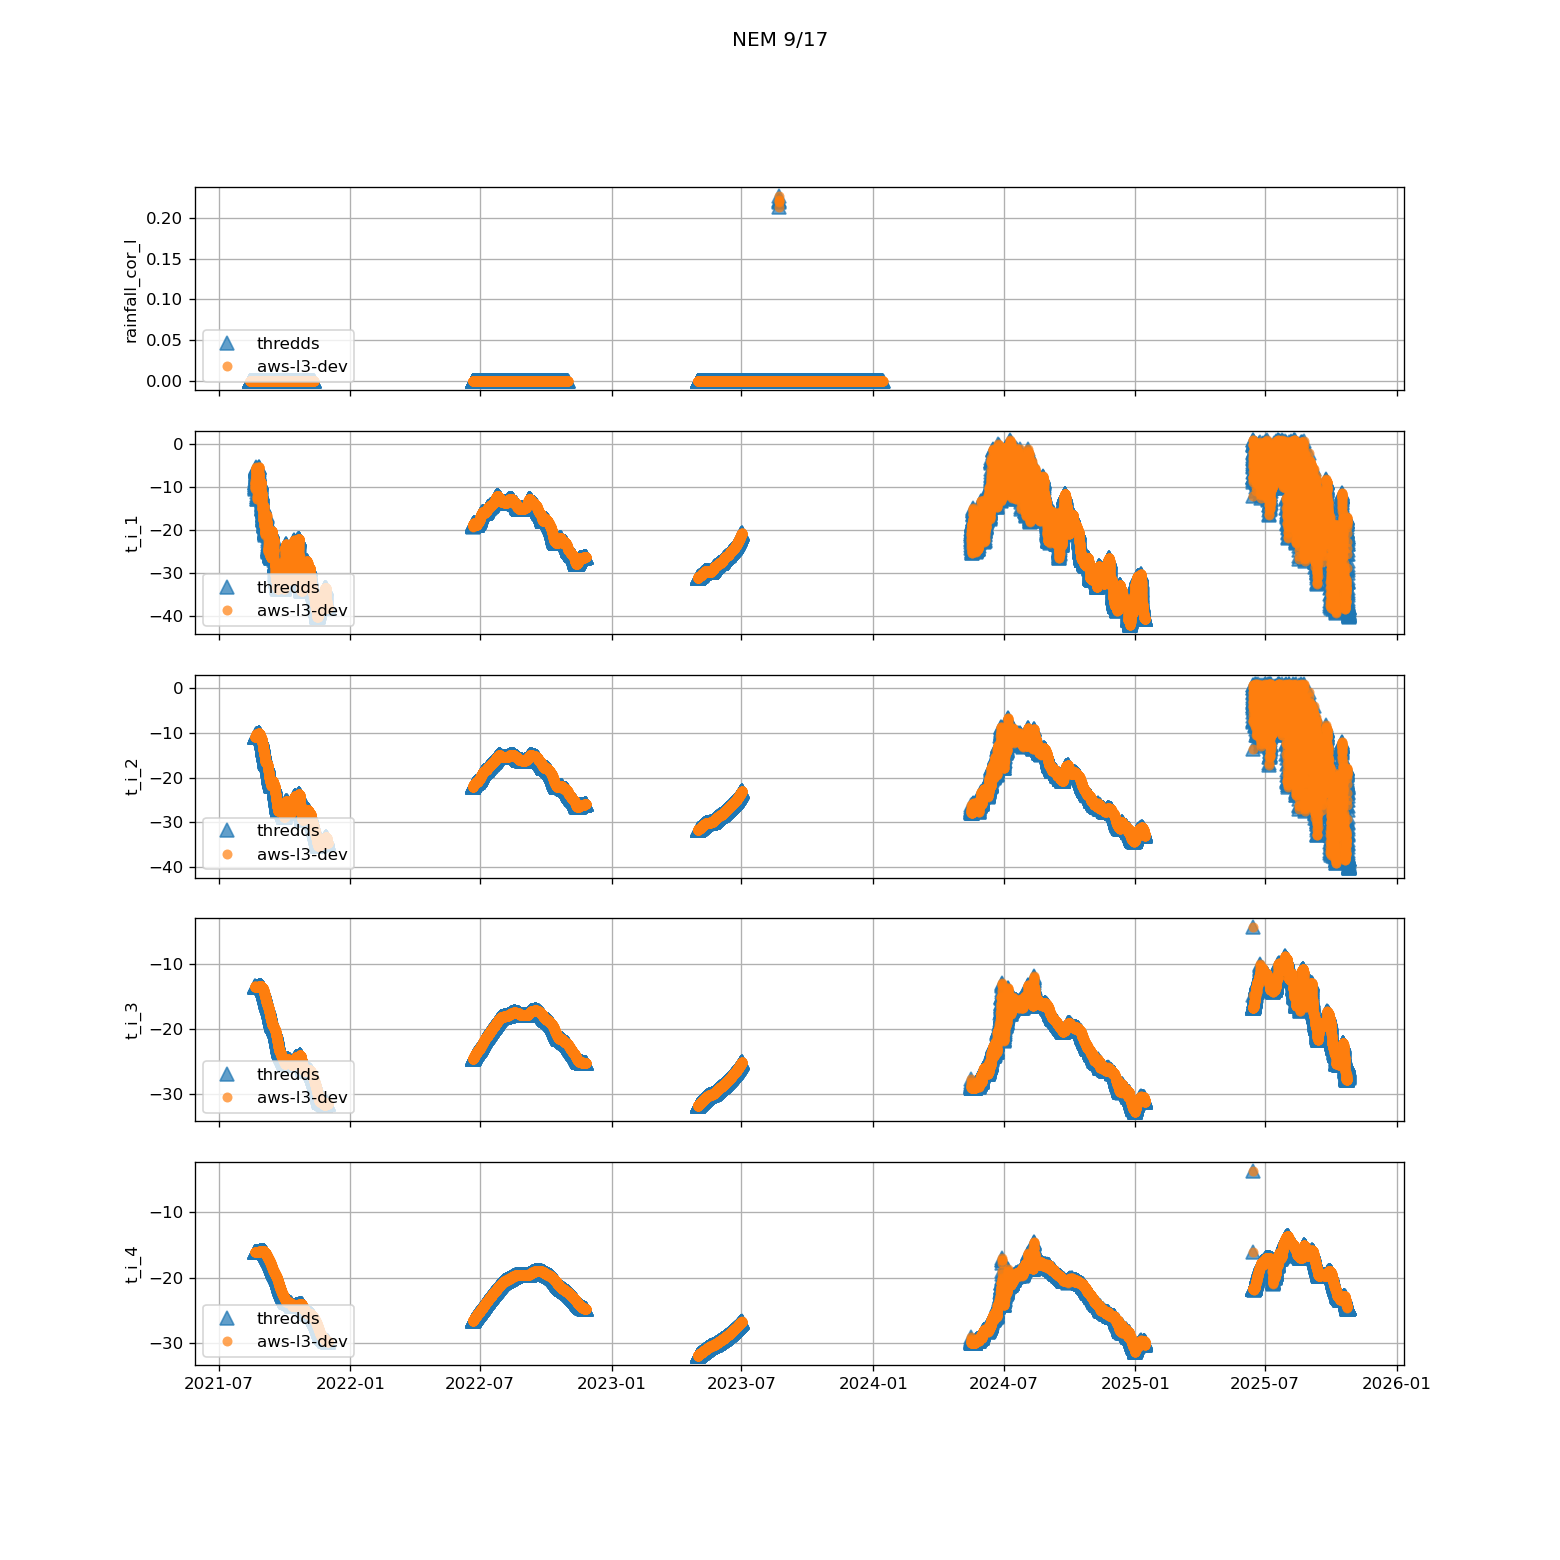 NEM 9/17
rainfall_cor_l
0.20
0.15
0.10
0.05
0.00
thredds
aws-l3-dev
t_i_1
0
−10
−20
−30
−40
thredds
aws-l3-dev
t_i_2
0
−10
−20
−30
−40
thredds
aws-l3-dev
t_i_3
−10
−20
−30
thredds
aws-l3-dev
t_i_4
−10
−20
−30
thredds
aws-l3-dev
2021-07 2022-01 2022-07 2023-01 2023-07 2024-01 2024-07 2025-01 2025-07 2026-01